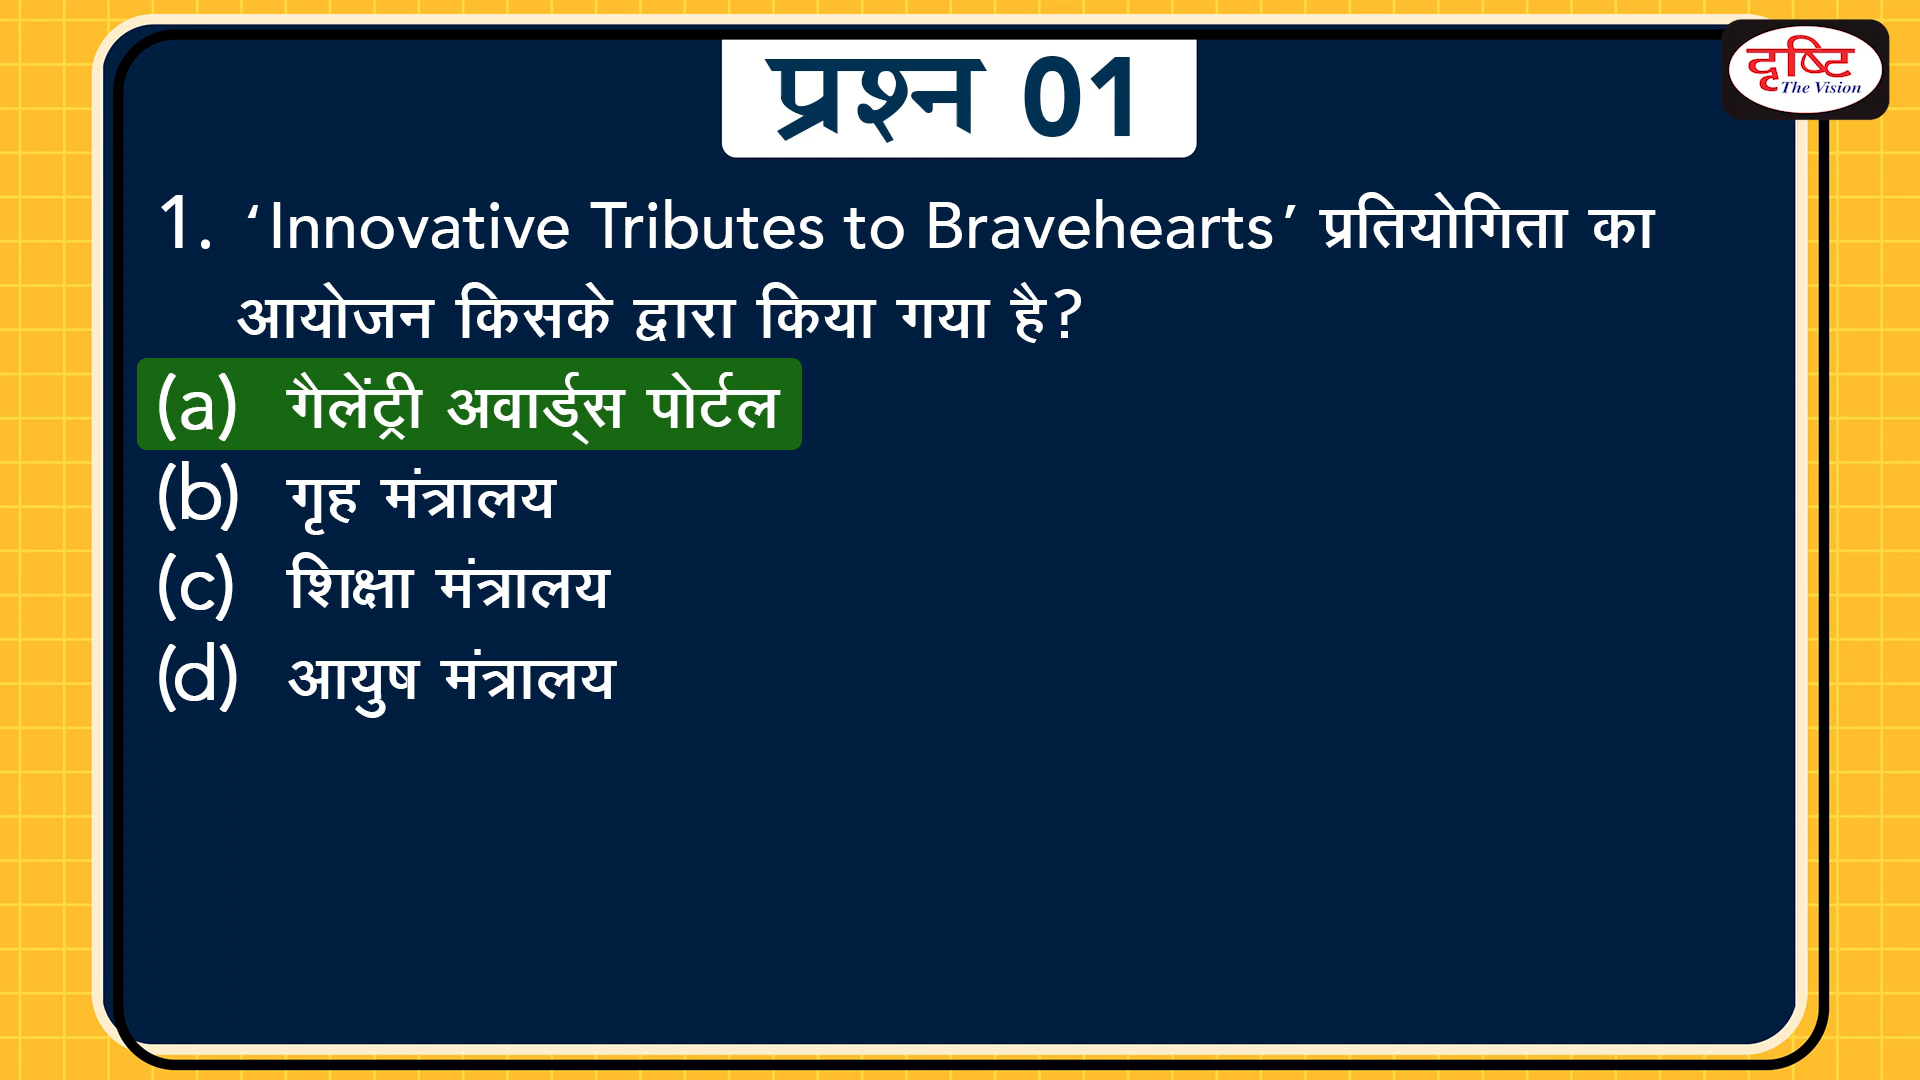 प्रश्न 01
दृष्टि
The Vision
1. ‘Innovative Tributes to Bravehearts’ प्रतियोगिता का
आयोजन किसके द्वारा किया गया है?
(a) गैलेंट्री अवार्ड्स पोर्टल
(b) गृह मंत्रालय
(c) शिक्षा मंत्रालय
(d) आयुष मंत्रालय